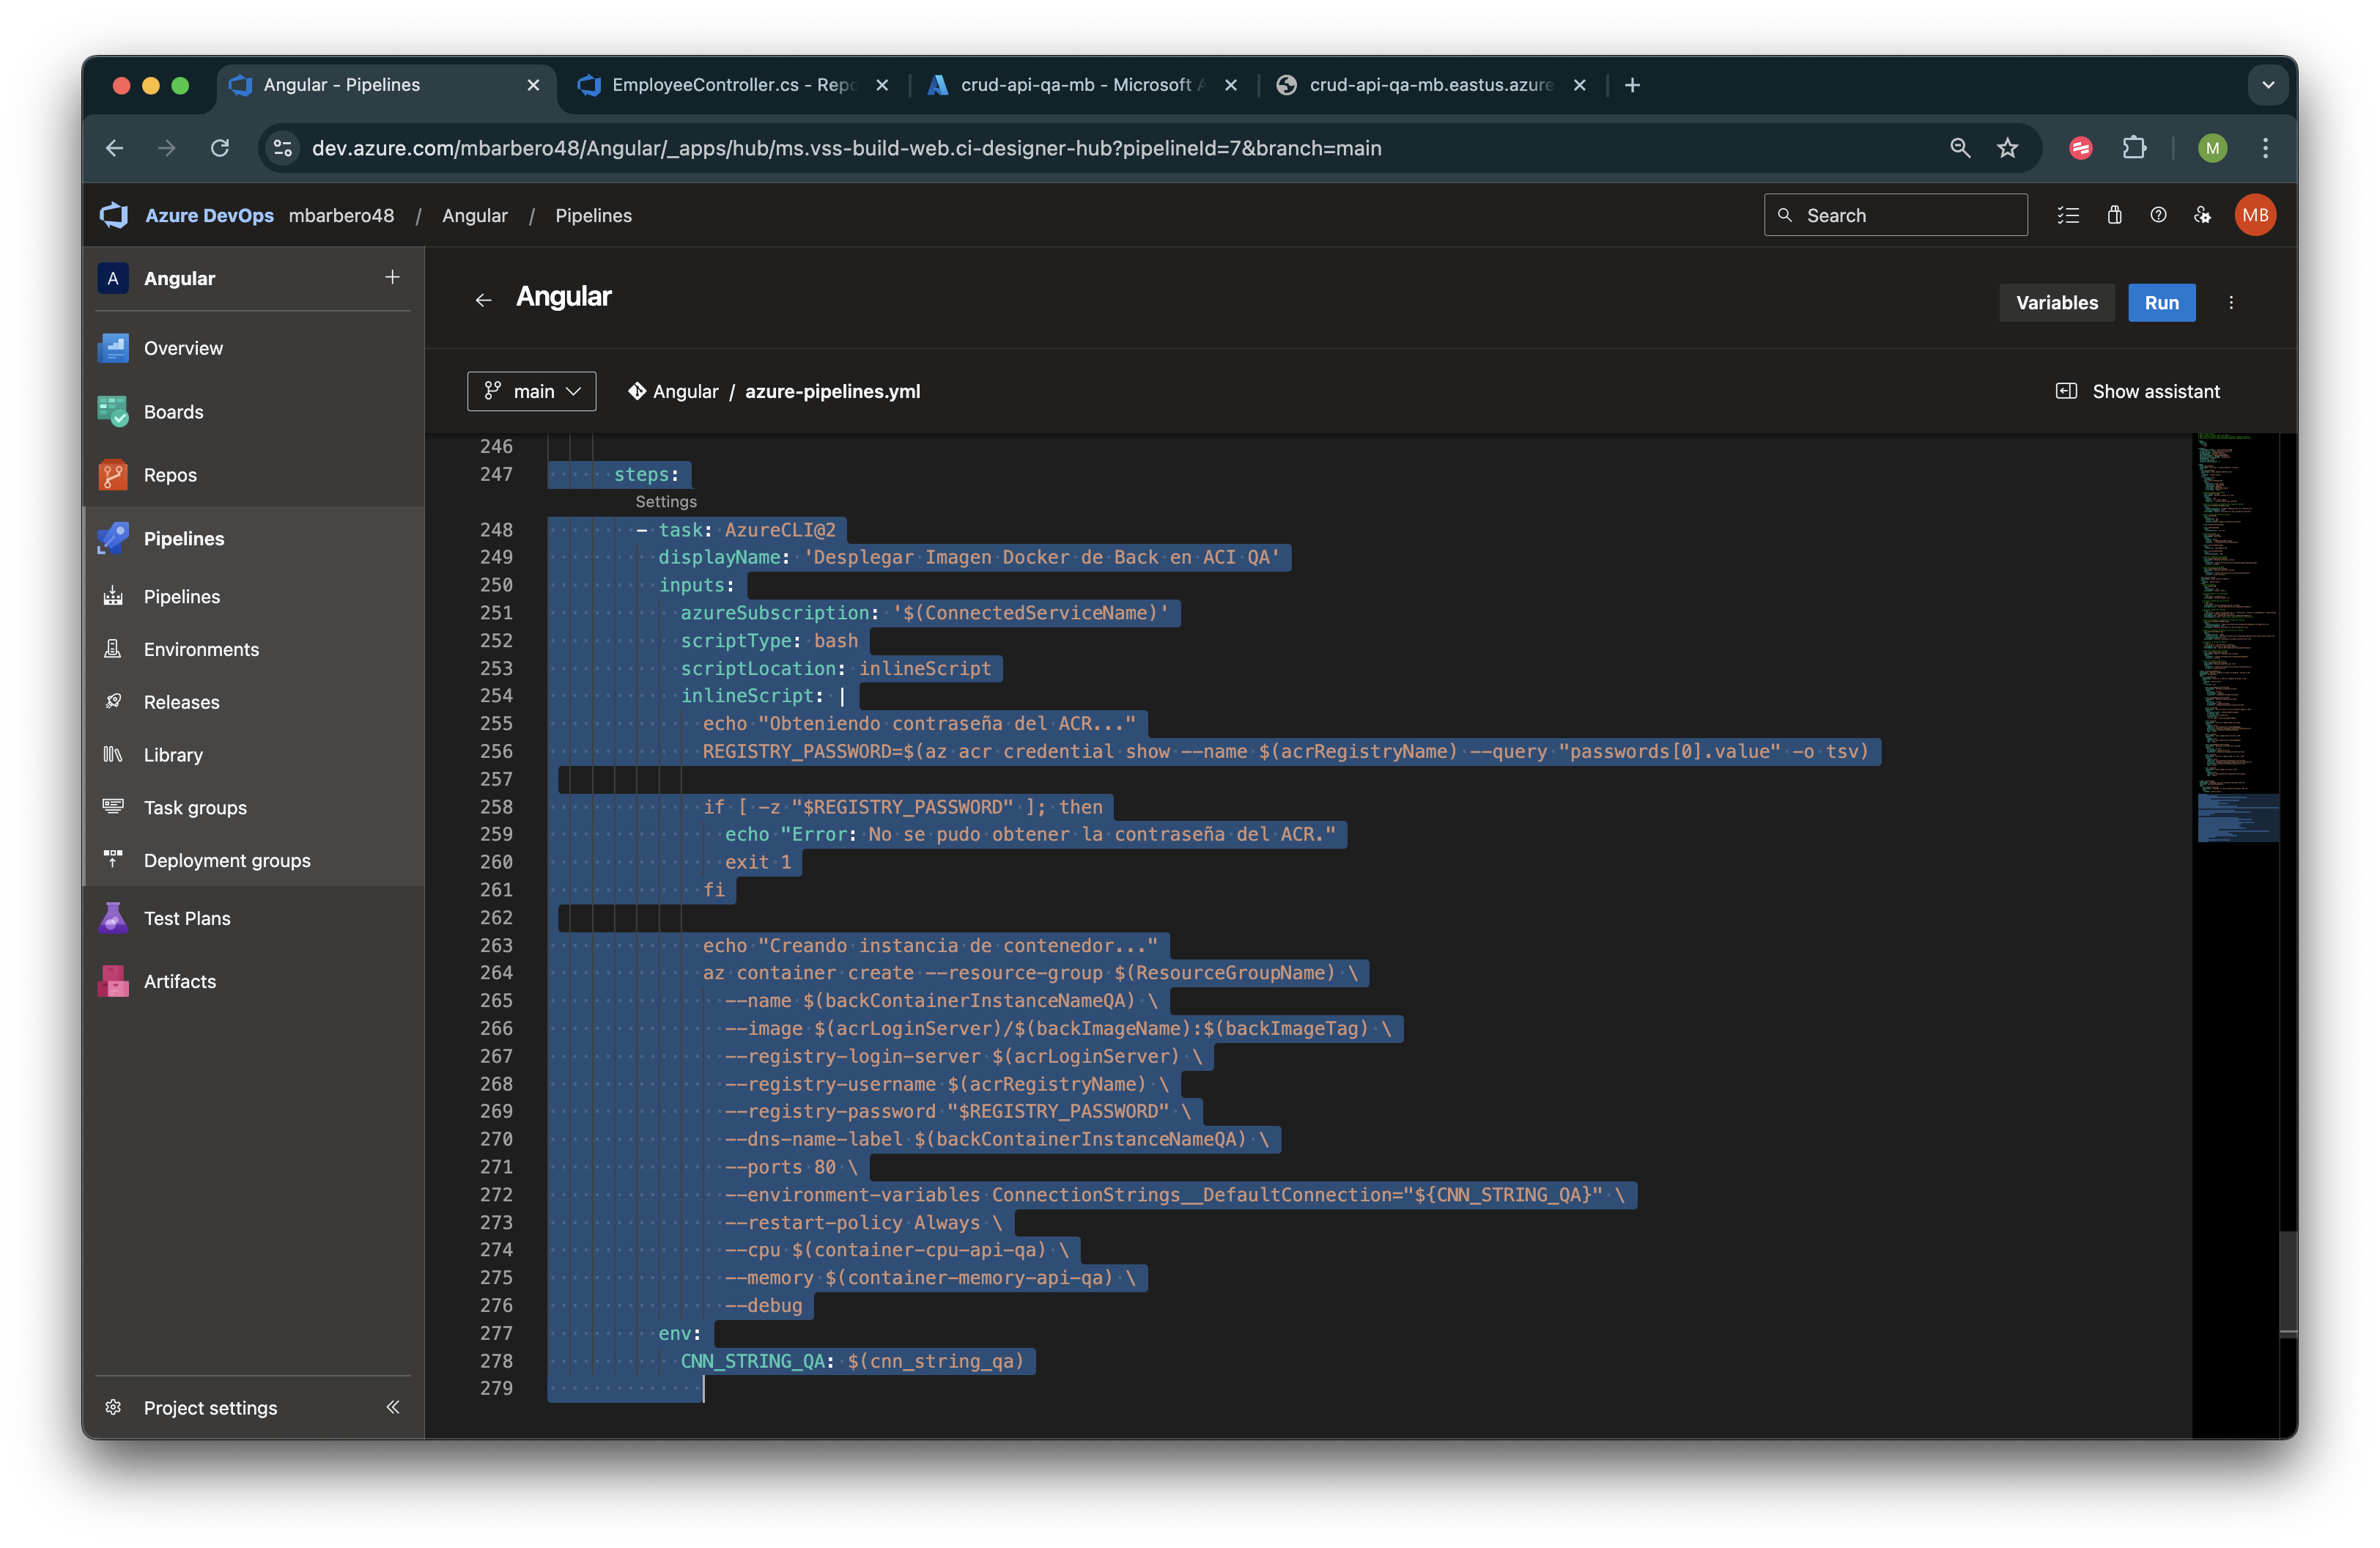 Angular - Pipelines
EmployeeController.cs - Repo
crud-api-qa-mb - Microsoft A
crud-api-qa-mb.eastus.azure
dev.azure.com/mbarbero48/Angular/_apps/hub/ms.vss-build-web.ci-designer-hub?pipelineId=7&branch=main
M
Azure DevOps mbarbero48 / Angular / Pipelines
Search
MB
A Angular
Overview
Boards
Repos
Pipelines
Pipelines
Environments
Releases
Library
Task groups
Deployment groups
Test Plans
Artifacts
Project settings
Angular
Variables
Run
main
Angular / azure-pipelines.yml
Show assistant
246
247 steps:
Settings
248 - task: AzureCLI@2
249 displayName: 'Desplegar Imagen Docker de Back en ACI QA'
250 inputs:
251 azureSubscription: '$(ConnectedServiceName)'
252 scriptType: bash
253 scriptLocation: inlineScript
254 inlineScript: |
255 echo "Obteniendo contraseña del ACR..."
256 REGISTRY_PASSWORD=$(az acr credential show --name $(acrRegistryName) --query "passwords[0].value" -o tsv)
257
258 if [ -z "$REGISTRY_PASSWORD" ]; then
259 echo "Error: No se pudo obtener la contraseña del ACR."
260 exit 1
261 fi
262
263 echo "Creando instancia de contenedor..."
264 az container create --resource-group $(ResourceGroupName) \
265 --name $(backContainerInstanceNameQA) \
266 --image $(acrLoginServer)/$(backImageName):$(backImageTag) \
267 --registry-login-server $(acrLoginServer) \
268 --registry-username $(acrRegistryName) \
269 --registry-password "$REGISTRY_PASSWORD" \
270 --dns-name-label $(backContainerInstanceNameQA) \
271 --ports 80 \
272 --environment-variables ConnectionStrings__DefaultConnection="${CNN_STRING_QA}" \
273 --restart-policy Always \
274 --cpu $(container-cpu-api-qa) \
275 --memory $(container-memory-api-qa) \
276 --debug
277 env:
278 CNN_STRING_QA: $(cnn_string_qa)
279